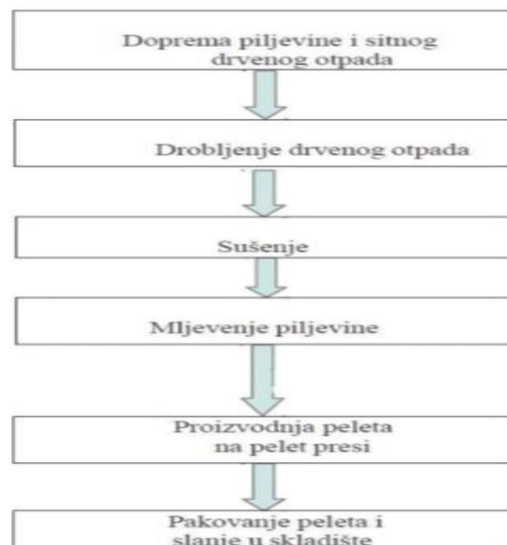 Doprema piljevine i sitnog
drvenog otpada
Drobljenje drvenog otpada
Sušenje
Mljevenje piljevine
Proizvodnja peleta
na pelet presi
Pakovanje peleta i
slanje u skladište